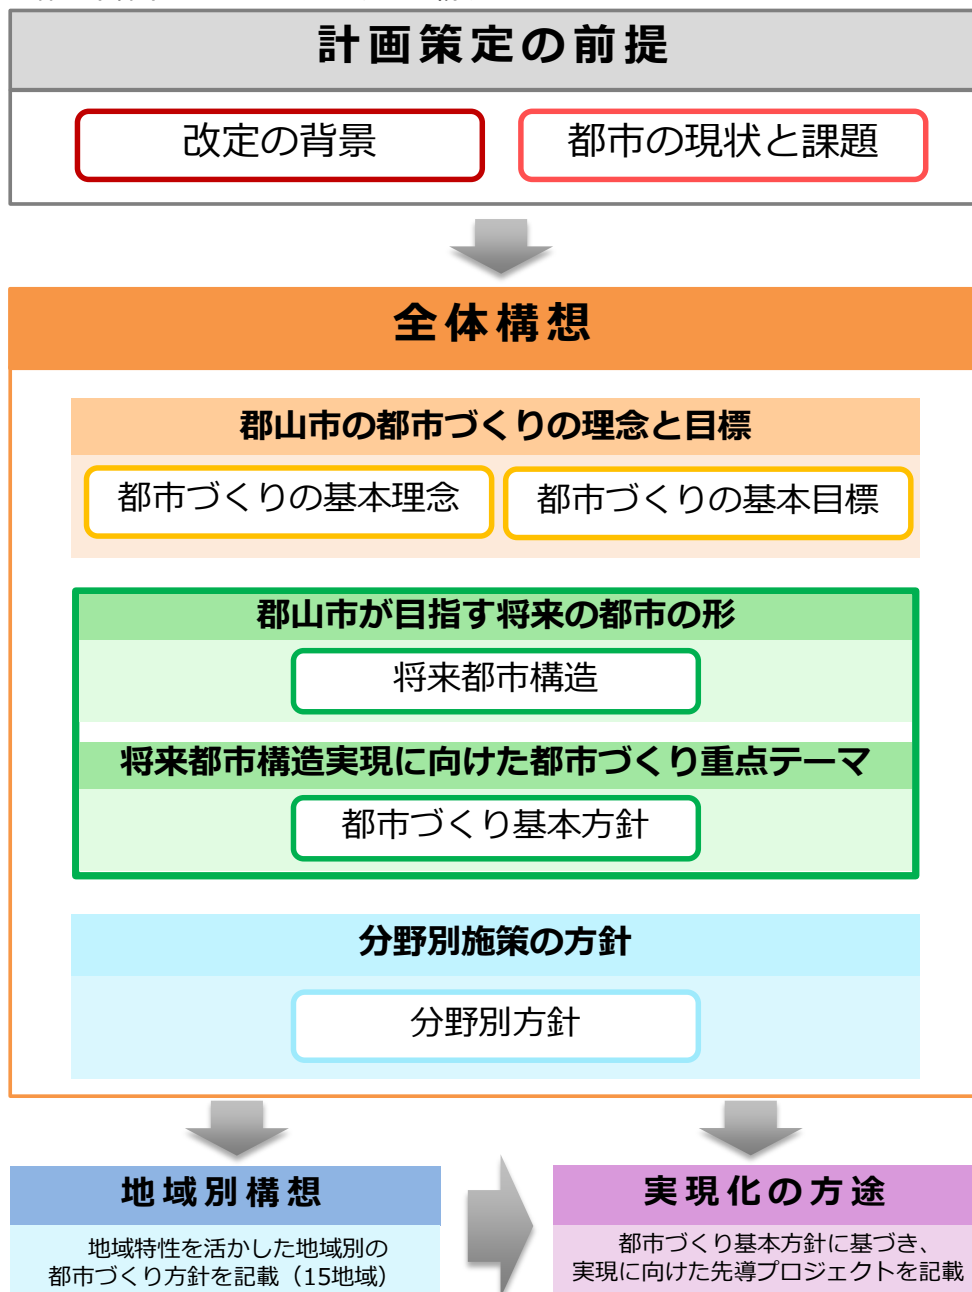 計画策定の前提
改定の背景
都市の現状と課題
全体構想
郡山市の都市づくりの理念と目標
都市づくりの基本理念
都市づくりの基本目標
郡山市が目指す将来の都市の形
将来都市構造
将来都市構造実現に向けた都市づくり重点テーマ
都市づくり基本方針
分野別施策の方針
分野別方針
地域別構想
地域特性を活かした地域別の
都市づくり方針を記載（15地域）
実現化の方途
都市づくり基本方針に基づき、
実現に向けた先導プロジェクトを記載